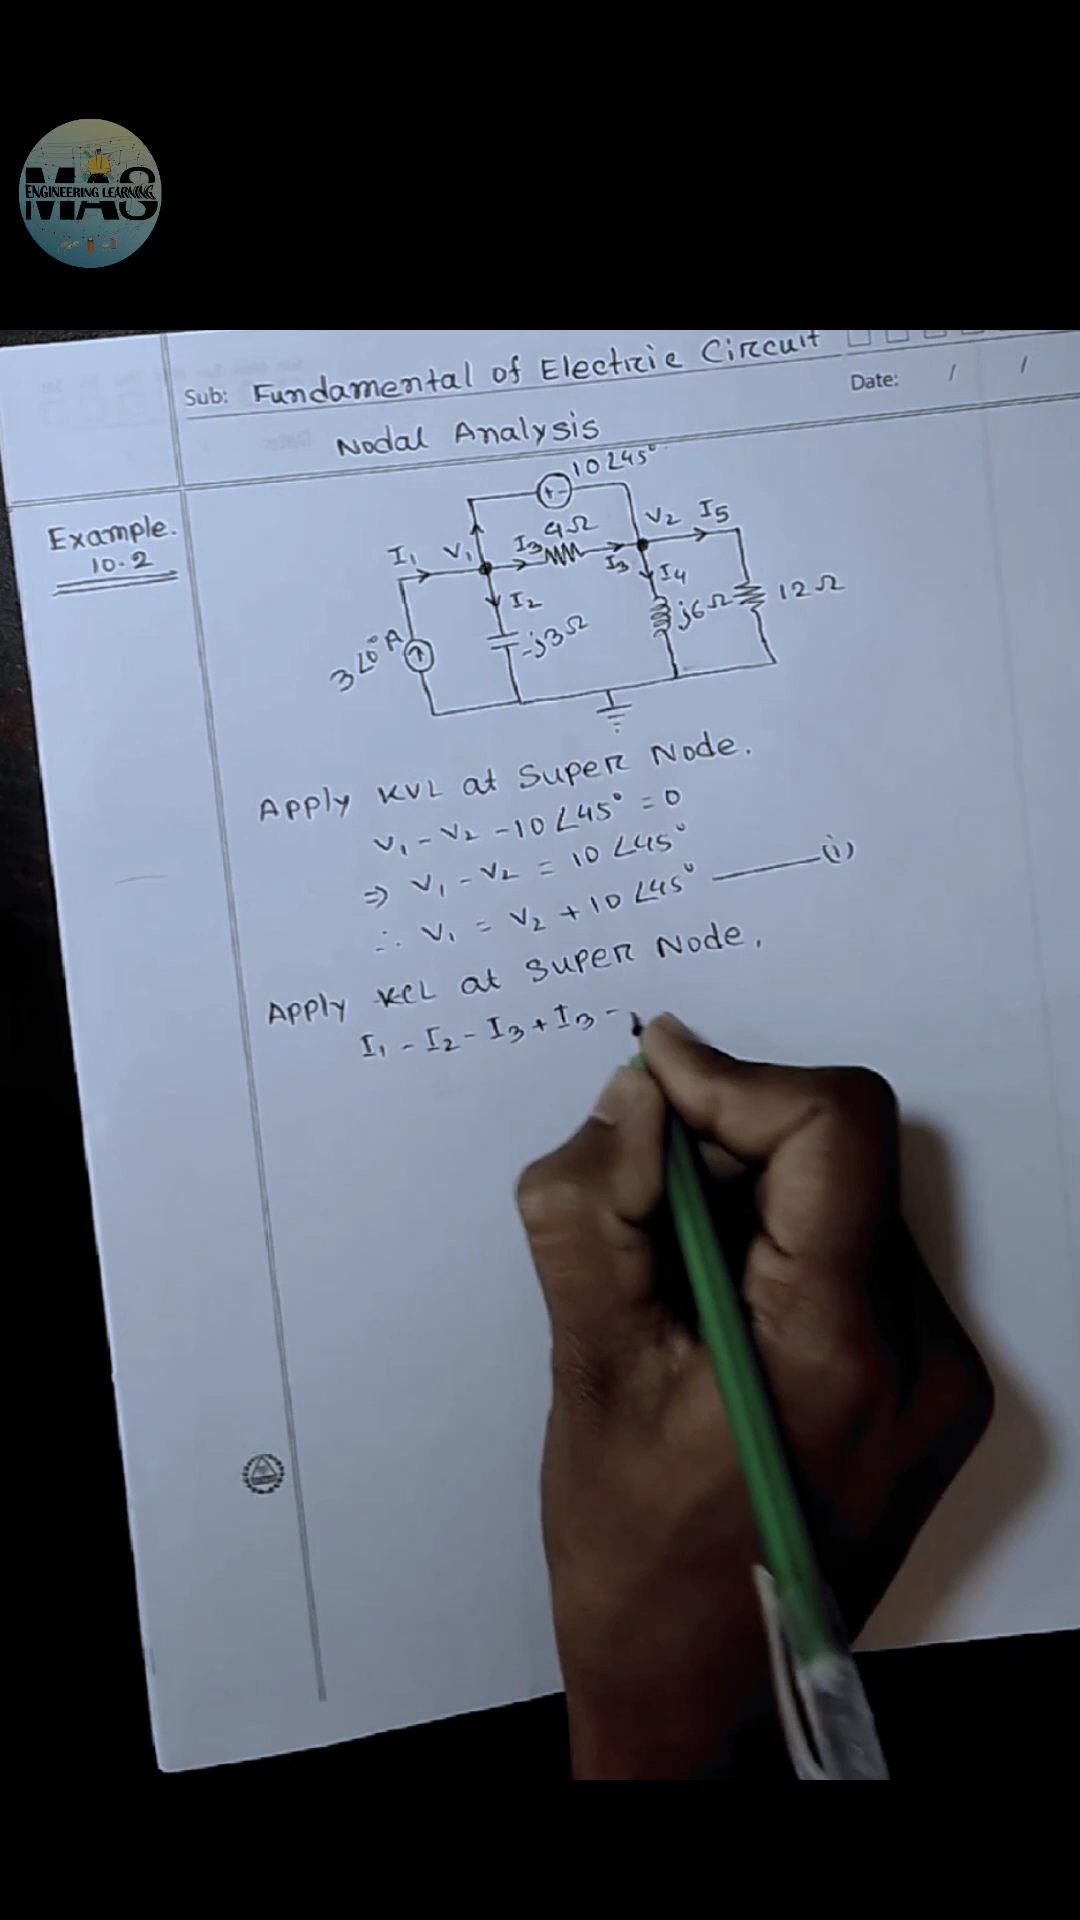 MAS
ENGINEERING LEARNING
Sub: Fundamental of Electric Circuit
Date: / /
Nodal Analysis
Example.
10.2
10∠45°
I₁ V₁ I₃ 4Ω I₃ V₂ I₅
I₂ I₄
3∠0°A -j3Ω j6Ω 12Ω
Apply KVL at Super Node.
V₁ - V₂ - 10∠45° = 0
⇒ V₁ - V₂ = 10∠45°
∴ V₁ = V₂ + 10∠45° (i)
Apply KCL at Super Node.
I₁ - I₂ - I₃ + I₃ -